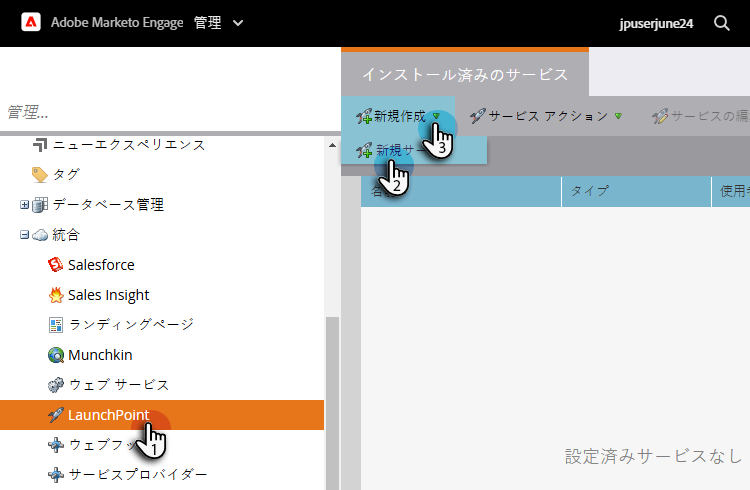 Adobe Marketo Engage 管理 jpuserjune24
インストール済みのサービス
管理...
新規作成 サービス アクション サービスの編
新規サー
タイプ 使用
ニューエクスペリエンス
タグ
データベース管理
統合
Salesforce
Sales Insight
ランディングページ
Munchkin
ウェブ サービス
LaunchPoint
ウェブフッ
サービスプロバイダー
設定済みサービスなし
1
2
3